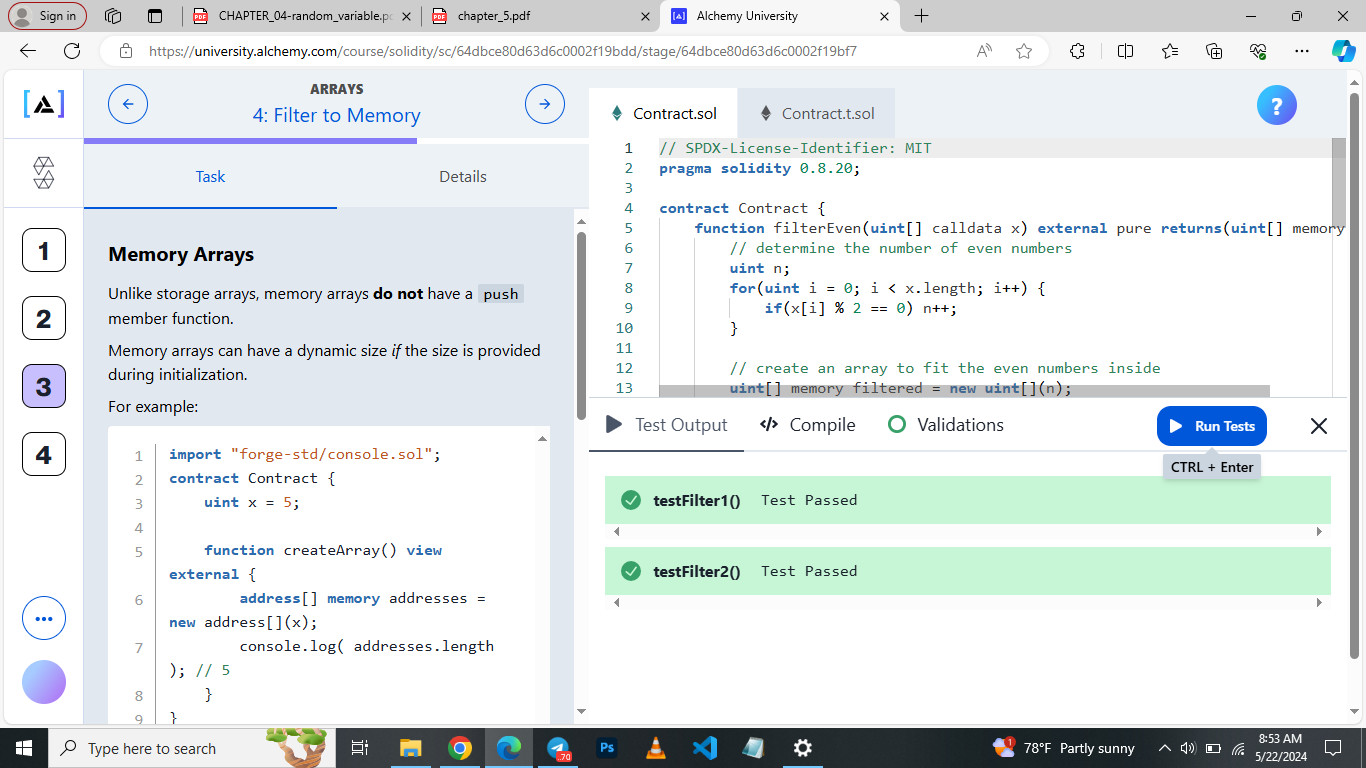 Sign in
CHAPTER_04-random_variable.pd
chapter_5.pdf
Alchemy University
https://university.alchemy.com/course/solidity/sc/64dbce80d63d6c0002f19bdd/stage/64dbce80d63d6c0002f19bf7
ARRAYS
4: Filter to Memory
Task
Details
1
2
3
4
Memory Arrays
Unlike storage arrays, memory arrays do not have a push
member function.
Memory arrays can have a dynamic size if the size is provided
during initialization.
For example:
1 import "forge-std/console.sol";
2 contract Contract {
3 uint x = 5;
4
5 function createArray() view
external {
6 address[] memory addresses =
new address[](x);
7 console.log( addresses.length
); // 5
8 }
9 }
Contract.sol
Contract.t.sol
?
1 // SPDX-License-Identifier: MIT
2 pragma solidity 0.8.20;
3
4 contract Contract {
5 function filterEven(uint[] calldata x) external pure returns(uint[] memory
6 // determine the number of even numbers
7 uint n;
8 for(uint i = 0; i < x.length; i++) {
9 if(x[i] % 2 == 0) n++;
10 }
11
12 // create an array to fit the even numbers inside
13 uint[] memory filtered = new uint[](n);
Test Output
Compile
Validations
Run Tests
CTRL + Enter
testFilter1() Test Passed
testFilter2() Test Passed
Type here to search
70
Ps
1
78°F Partly sunny
8:53 AM
5/22/2024